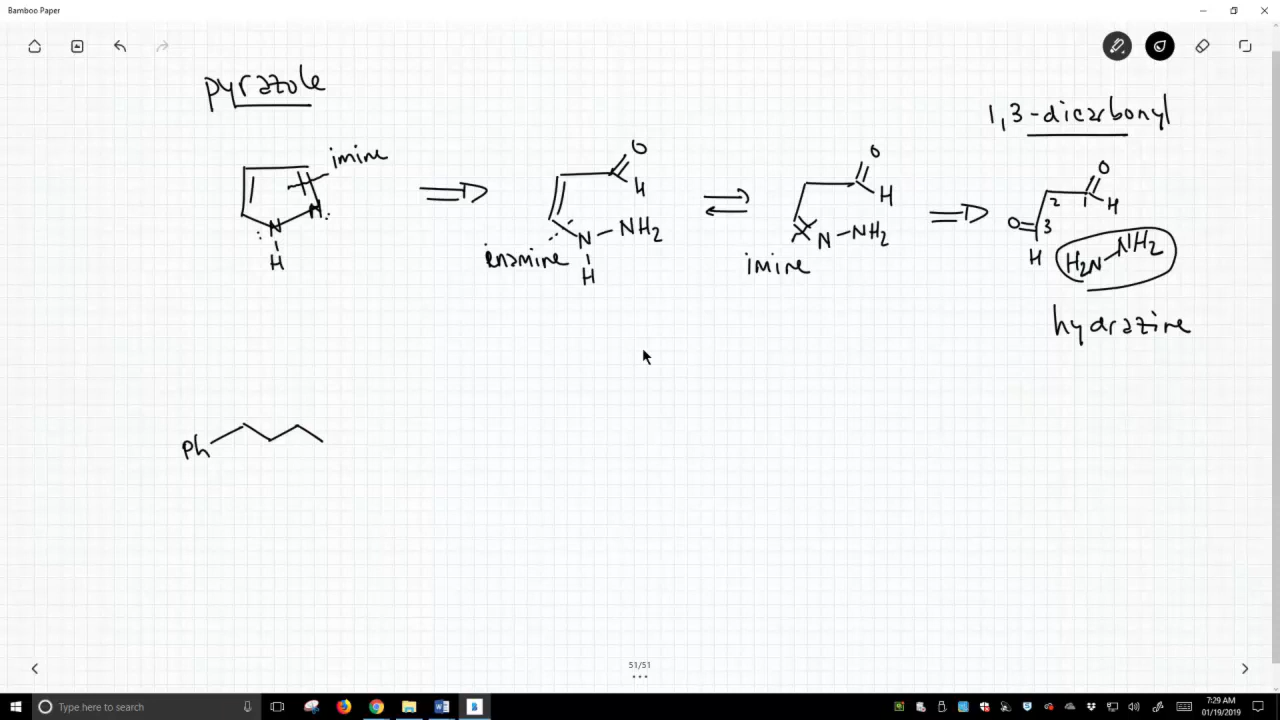 Bamboo Paper
pyrazole
1,3-dicarbonyl
imine
N
N
H
O
H
N-NH2
H
enamine
O
H
N-NH2
imine
O
1
H
2
O
3
H
H2N
NH2
hydrazine
Ph
51/51
Type here to search
7:29 AM
01/19/2019